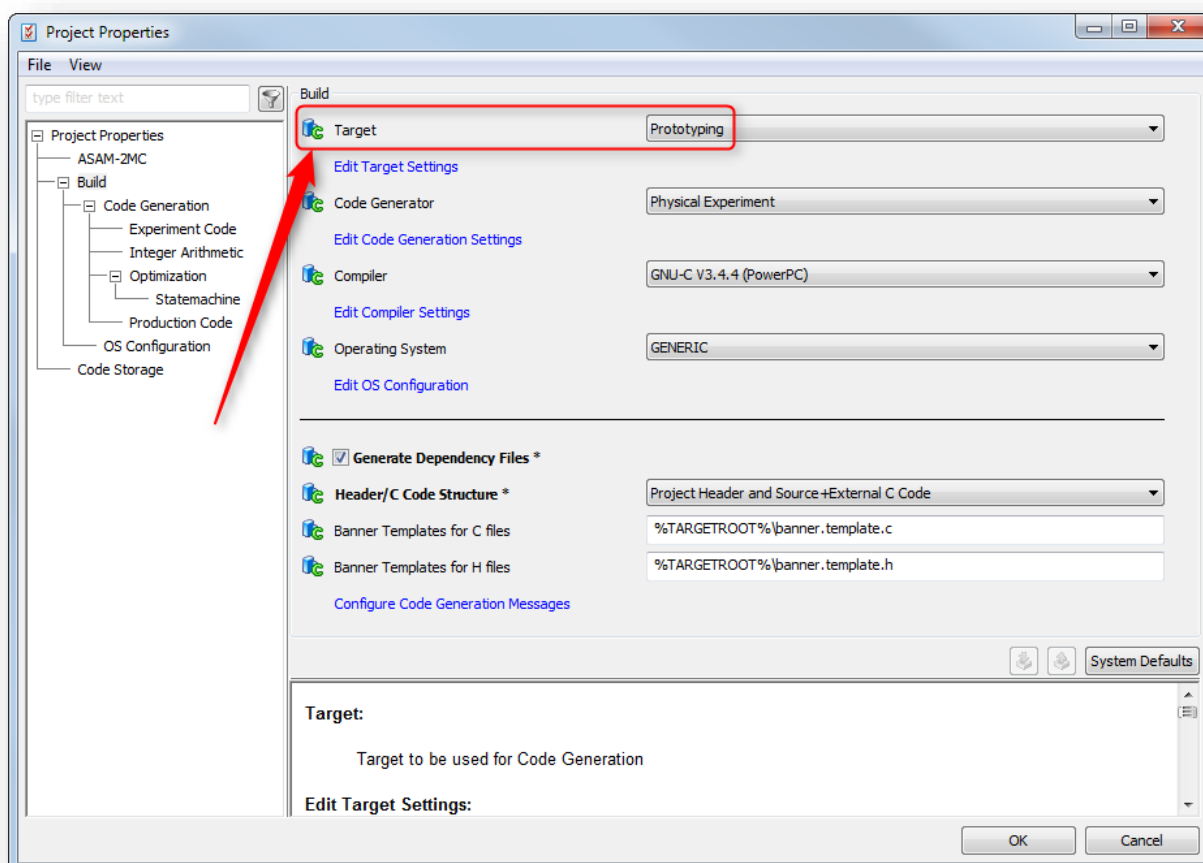 Project Properties
File View
type filter text
Project Properties
ASAM-2MC
Build
Code Generation
Experiment Code
Integer Arithmetic
Optimization
Statemachine
Production Code
OS Configuration
Code Storage
Build
Target Prototyping
Edit Target Settings
Code Generator Physical Experiment
Edit Code Generation Settings
Compiler GNU-C V3.4.4 (PowerPC)
Edit Compiler Settings
Operating System GENERIC
Edit OS Configuration
Generate Dependency Files *
Header/C Code Structure * Project Header and Source+External C Code
Banner Templates for C files %TARGETROOT%\banner.template.c
Banner Templates for H files %TARGETROOT%\banner.template.h
Configure Code Generation Messages
System Defaults
Target:
Target to be used for Code Generation
Edit Target Settings:
OK Cancel